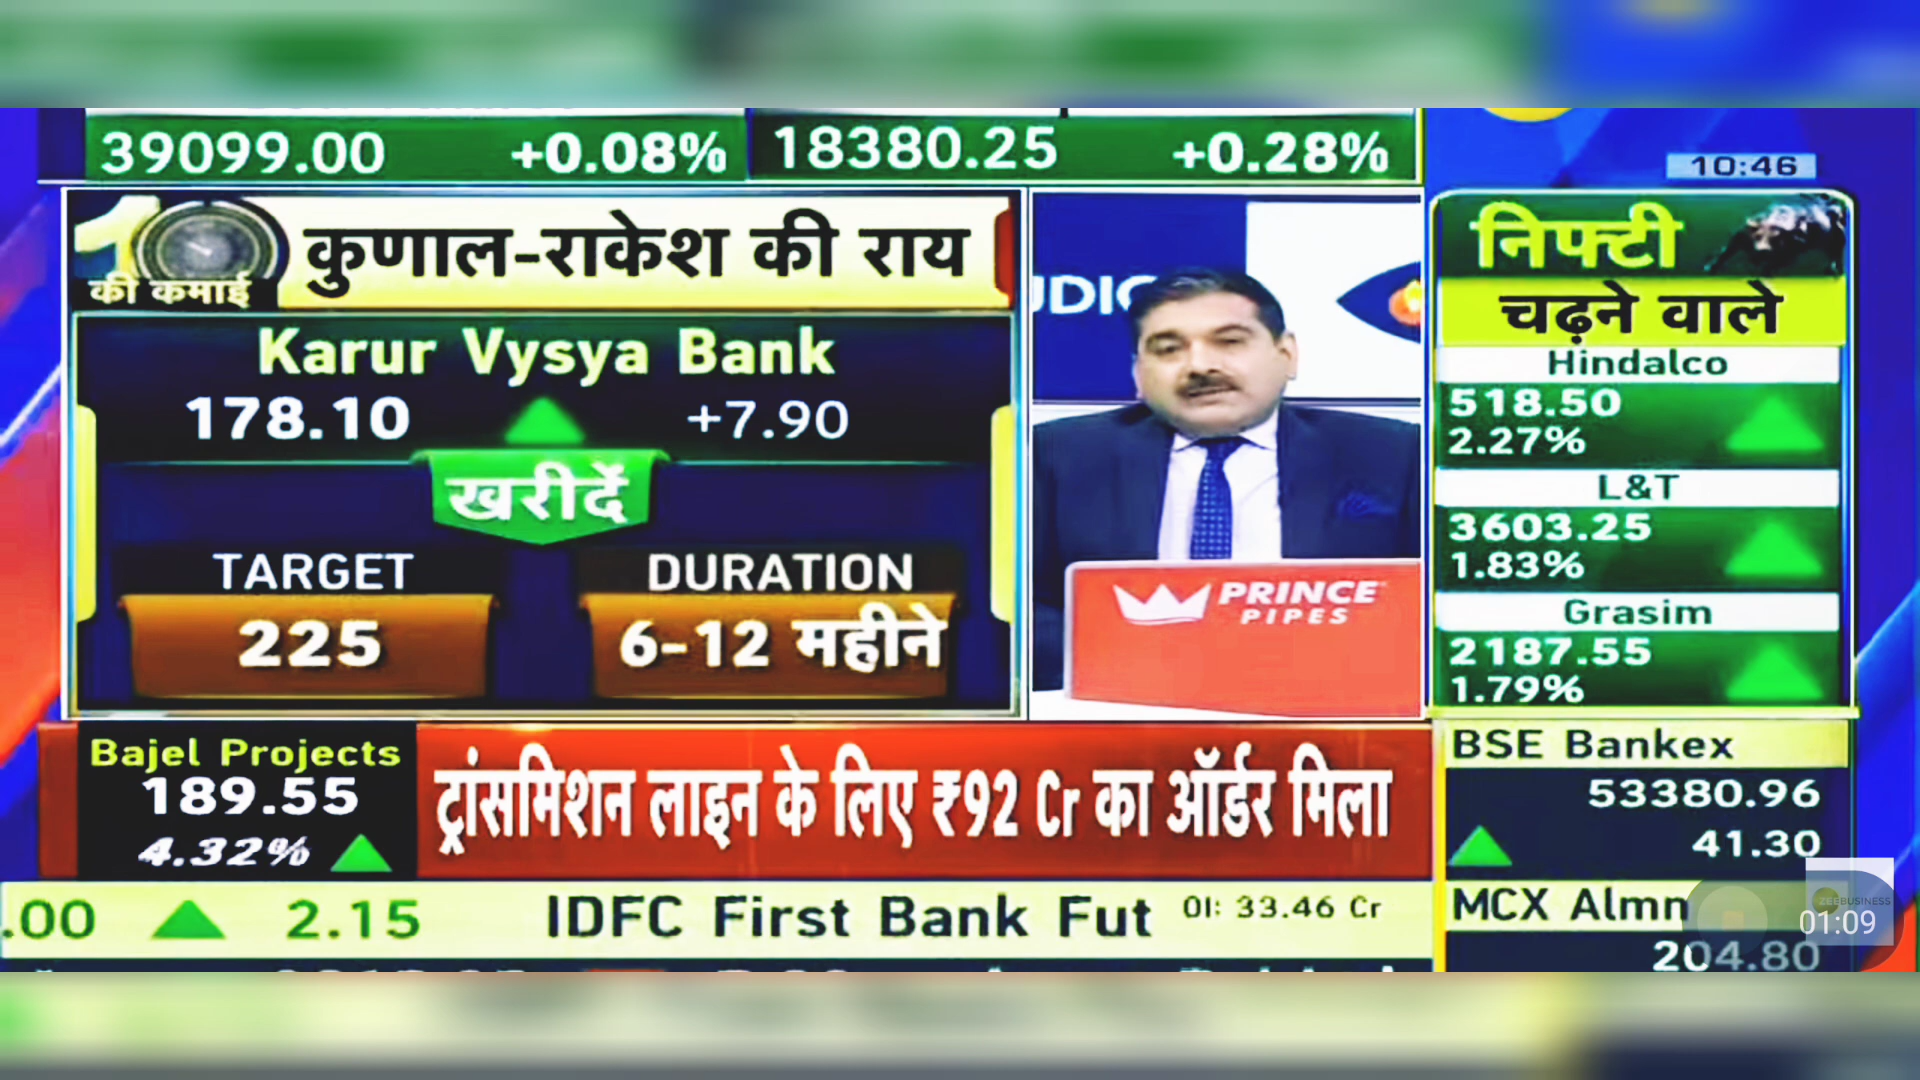 39099.00 +0.08% 18380.25 +0.28%
10:46
1
की कमाई
कुणाल-राकेश की राय
Karur Vysya Bank
178.10 +7.90
खरीदें
TARGET DURATION
225 6-12 महीने
PRINCE
PIPES
निफ्टी
चढ़ने वाले
Hindalco
518.50
2.27%
L&T
3603.25
1.83%
Grasim
2187.55
1.79%
Bajel Projects
189.55
4.32%
ट्रांसमिशन लाइन के लिए ₹92 Cr का ऑर्डर मिला
BSE Bankex
53380.96
41.30
.00 2.15 IDFC First Bank Fut OI: 33.46 Cr
MCX Almn
ZEEBUSINESS
01:09
204.80